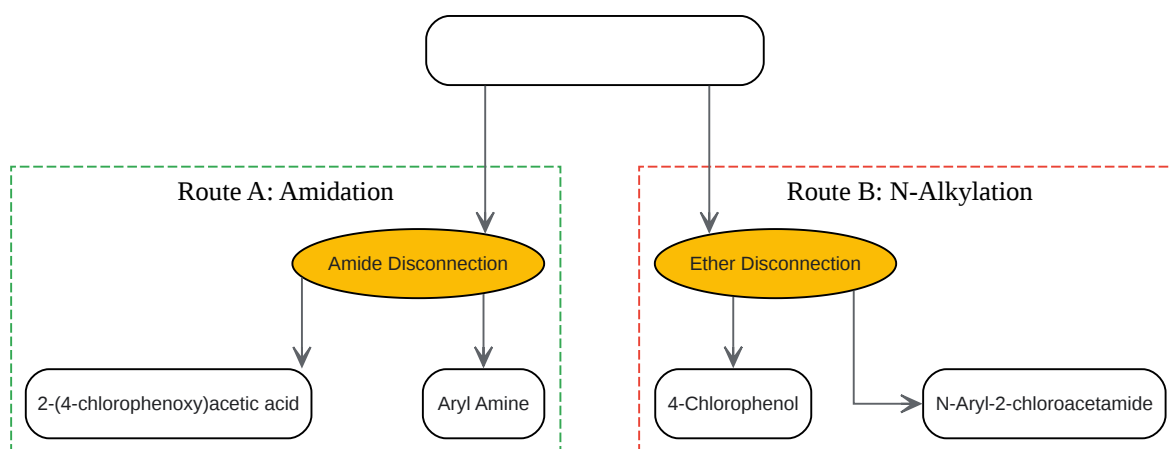 Route A: Amidation
Route B: N-Alkylation
Amide Disconnection
Ether Disconnection
2-(4-chlorophenoxy)acetic acid
Aryl Amine
4-Chlorophenol
N-Aryl-2-chloroacetamide